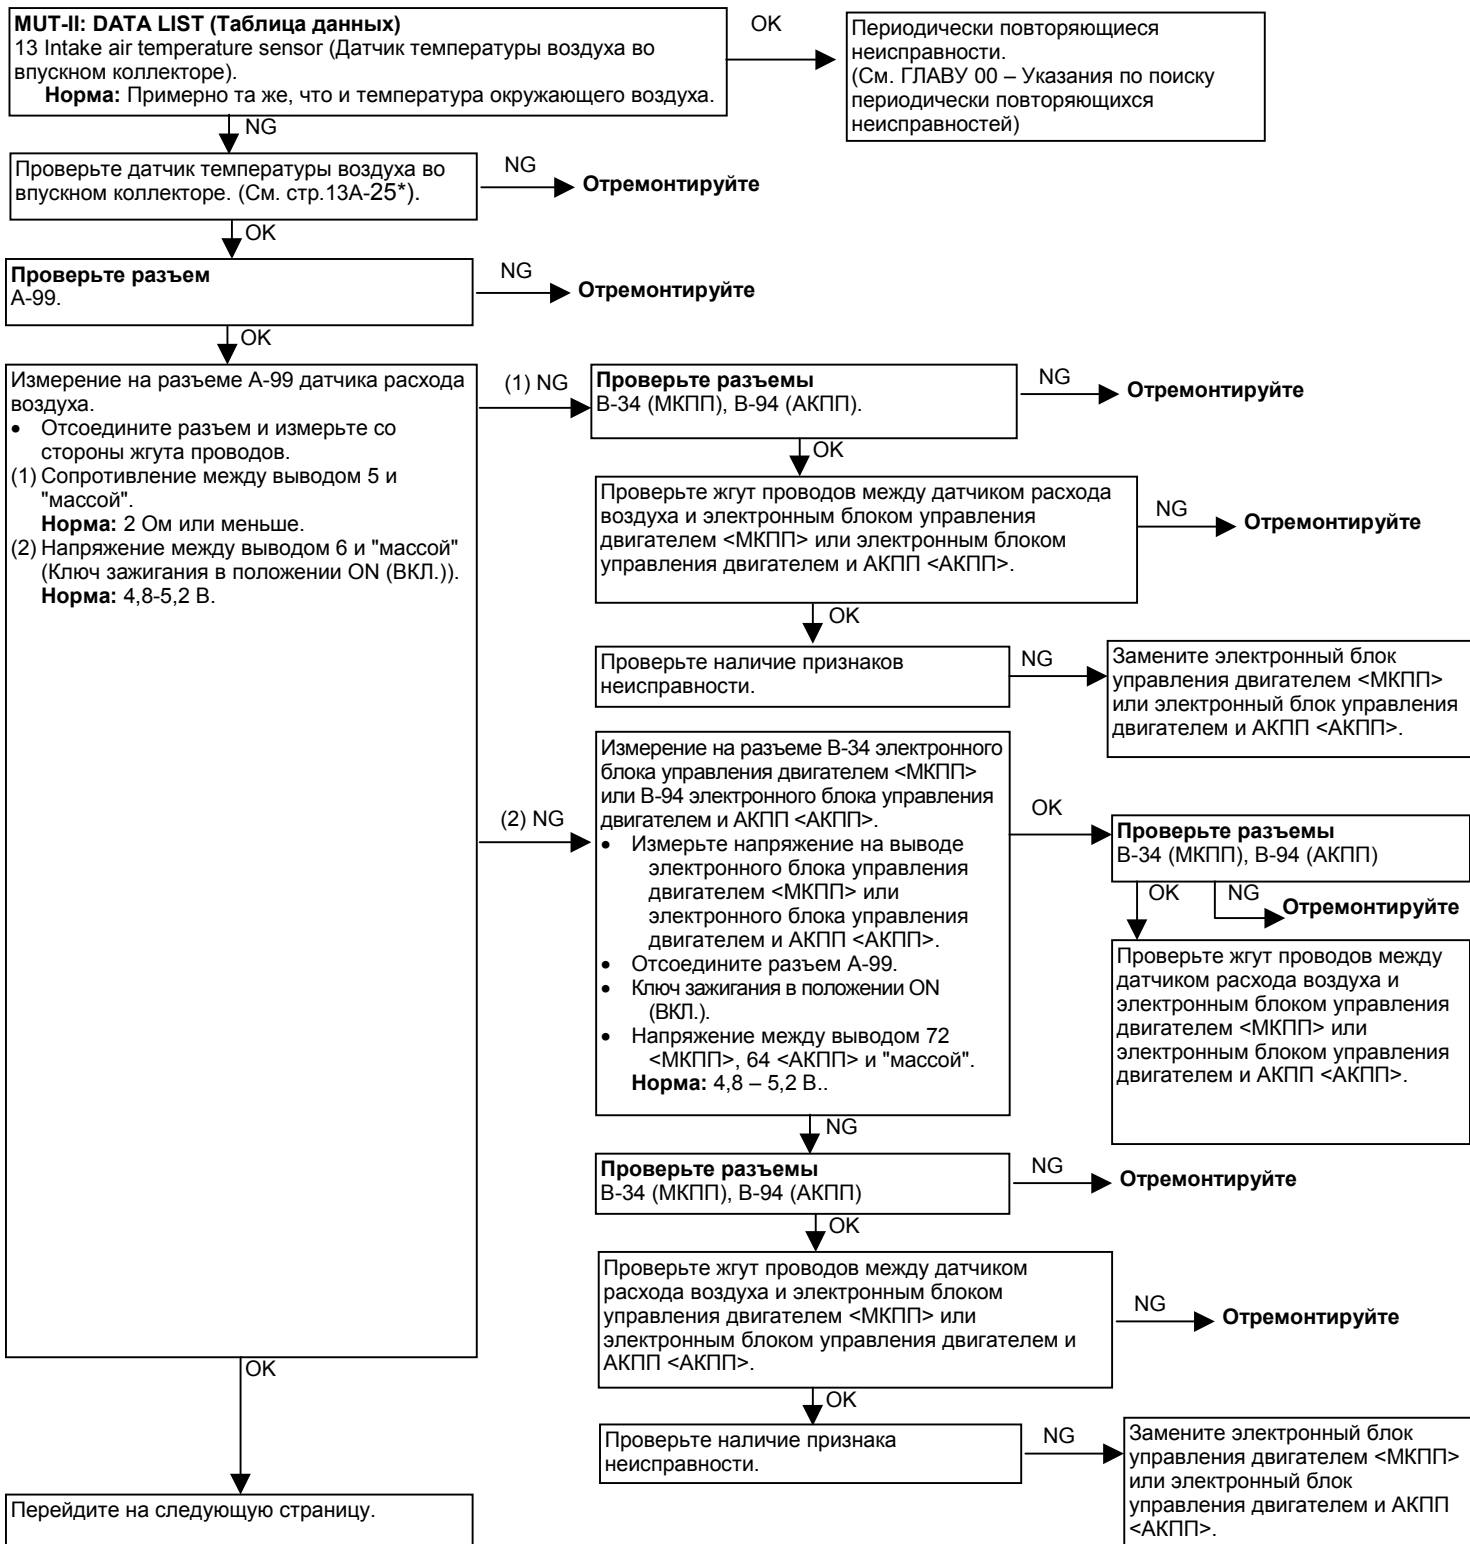 MUT-II: DATA LIST (Таблица данных)
13 Intake air temperature sensor (Датчик температуры воздуха во
впускном коллекторе).
Норма: Примерно та же, что и температура окружающего воздуха.
OK
Периодически повторяющиеся
неисправности.
(См. ГЛАВУ 00 – Указания по поиску
периодически повторяющихся
неисправностей)
NG
Проверьте датчик температуры воздуха во
впускном коллекторе. (См. стр.13А-25*).
NG
Отремонтируйте
OK
Проверьте разъем
А-99.
NG
Отремонтируйте
OK
Измерение на разъеме А-99 датчика расхода
воздуха.
• Отсоедините разъем и измерьте со
стороны жгута проводов.
(1) Сопротивление между выводом 5 и
"массой".
Норма: 2 Ом или меньше.
(2) Напряжение между выводом 6 и "массой"
(Ключ зажигания в положении ON (ВКЛ.)).
Норма: 4,8-5,2 В.
(1) NG
Проверьте разъемы
В-34 (МКПП), В-94 (АКПП).
NG
Отремонтируйте
OK
Проверьте жгут проводов между датчиком расхода
воздуха и электронным блоком управления
двигателем <МКПП> или электронным блоком
управления двигателем и АКПП <АКПП>.
NG
Отремонтируйте
OK
Проверьте наличие признаков
неисправности.
NG
Замените электронный блок
управления двигателем <МКПП>
или электронный блок управления
двигателем и АКПП <АКПП>.
(2) NG
Измерение на разъеме В-34 электронного
блока управления двигателем <МКПП>
или В-94 электронного блока управления
двигателем и АКПП <АКПП>.
• Измерьте напряжение на выводе
электронного блока управления
двигателем <МКПП> или
электронного блока управления
двигателем и АКПП <АКПП>.
• Отсоедините разъем А-99.
• Ключ зажигания в положении ON
(ВКЛ.).
• Напряжение между выводом 72
<МКПП>, 64 <АКПП> и "массой".
Норма: 4,8 – 5,2 В..
OK
Проверьте разъемы
В-34 (МКПП), В-94 (АКПП)
OK
NG
Отремонтируйте
Проверьте жгут проводов между
датчиком расхода воздуха и
электронным блоком управления
двигателем <МКПП> или
электронным блоком управления
двигателем и АКПП <АКПП>.
NG
Проверьте разъемы
В-34 (МКПП), В-94 (АКПП)
NG
Отремонтируйте
OK
Проверьте жгут проводов между датчиком
расхода воздуха и электронным блоком
управления двигателем <МКПП> или
электронным блоком управления двигателем и
АКПП <АКПП>.
NG
Отремонтируйте
OK
Проверьте наличие признака
неисправности.
NG
Замените электронный блок
управления двигателем <МКПП>
или электронный блок
управления двигателем и АКПП
<АКПП>.
OK
Перейдите на следующую страницу.